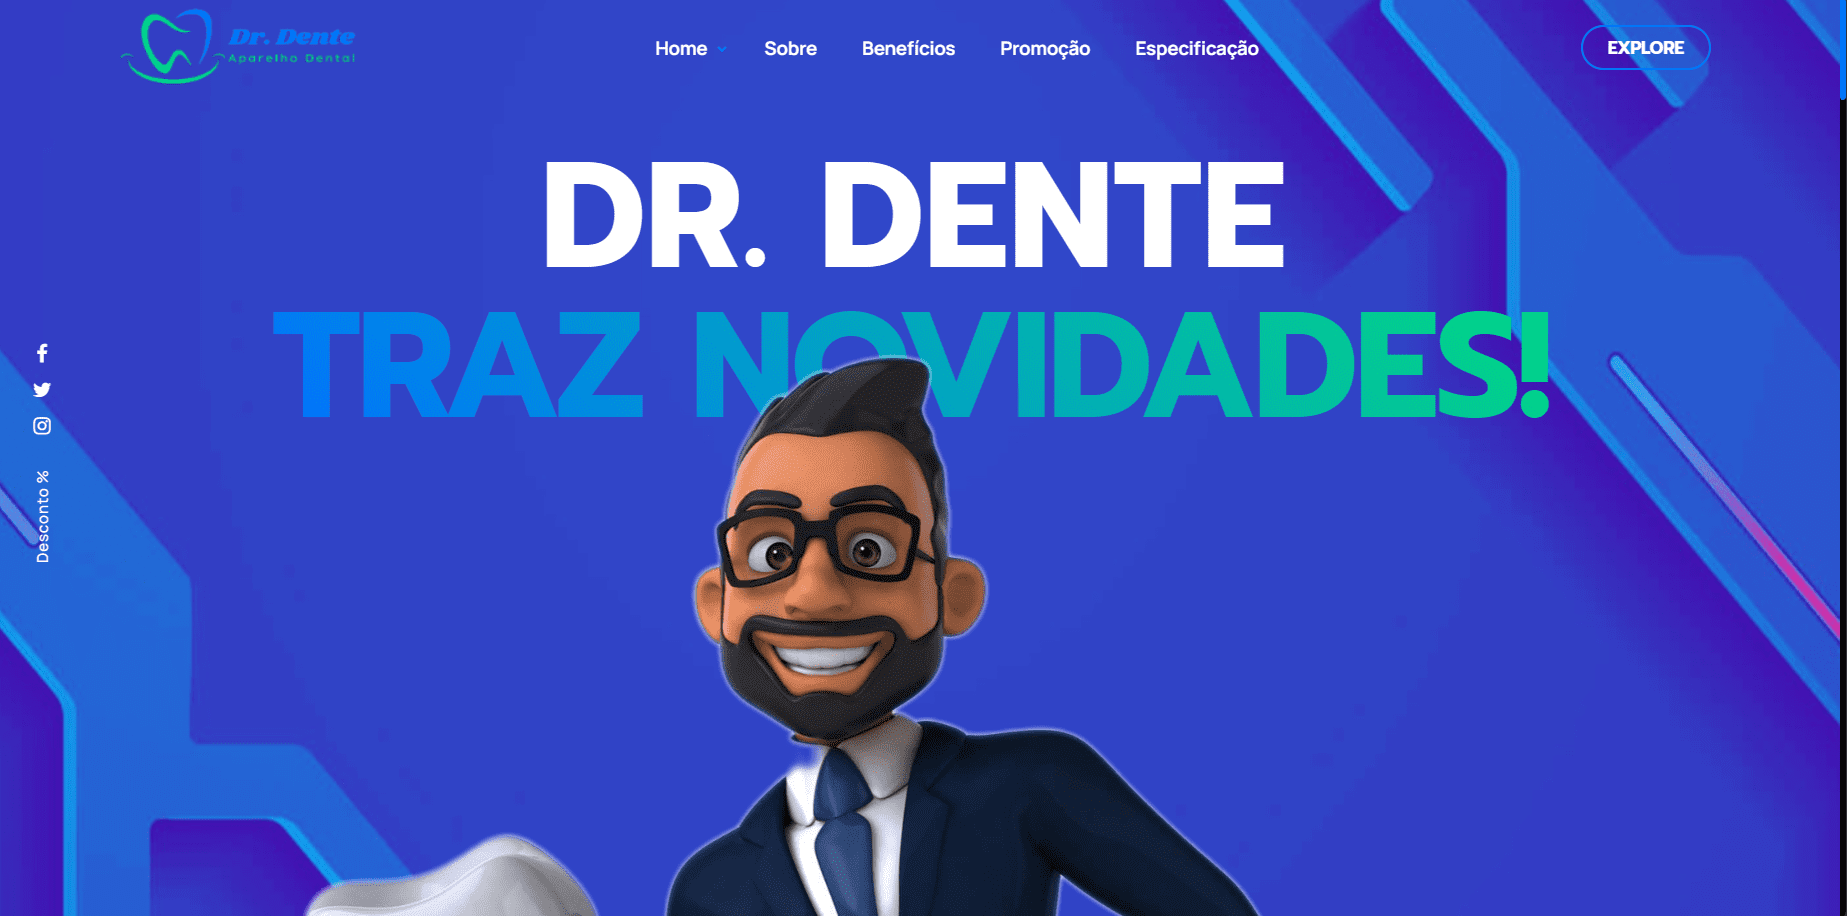 Dr. Dente
Aparelho Dental
Home
Sobre
Benefícios
Promoção
Especificação
EXPLORE
DR. DENTE
TRAZ NOVIDADES!
Desconto %